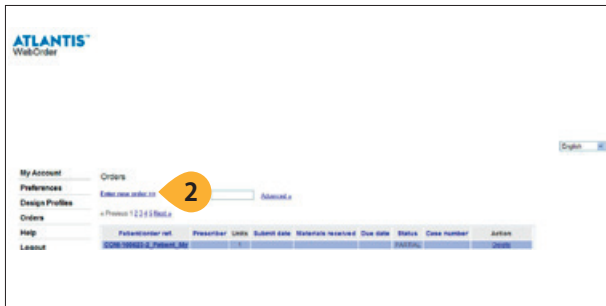 ATLANTIS™
WebOrder
English
My Account
Preferences
Design Profiles
Orders
Help
Logout
Orders
Enter new order >>
2
Advanced »
« Previous 1 2 3 4 5 Next »
Patient/order ref. Prescriber Units Submit date Materials received Due date Status Case number Action
1 PARTIAL Details